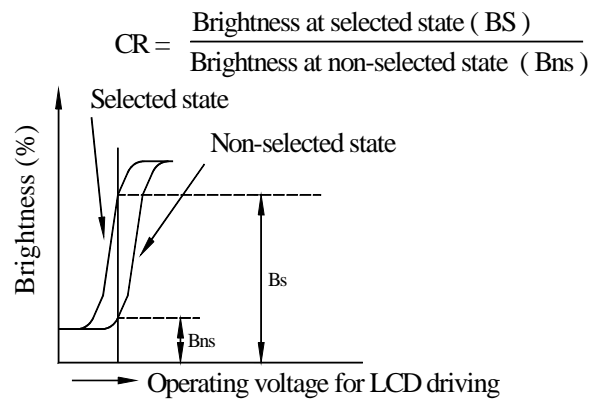 CR = Brightness at selected state ( BS )
Brightness at non-selected state ( Bns )
Selected state
Non-selected state
Brightness (%)
Bs
Bns
Operating voltage for LCD driving